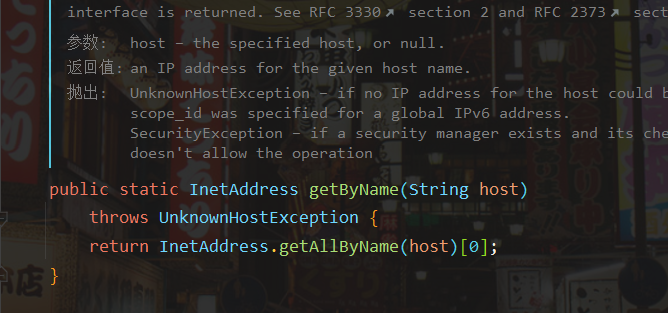 interface is returned. See RFC 3330↗ section 2 and RFC 2373↗ sect
参数: host – the specified host, or null.
返回值: an IP address for the given host name.
抛出: UnknownHostException – if no IP address for the host could b
scope_id was specified for a global IPv6 address.
SecurityException – if a security manager exists and its che
doesn't allow the operation
public static InetAddress getByName(String host)
throws UnknownHostException {
return InetAddress.getAllByName(host)[0];
}